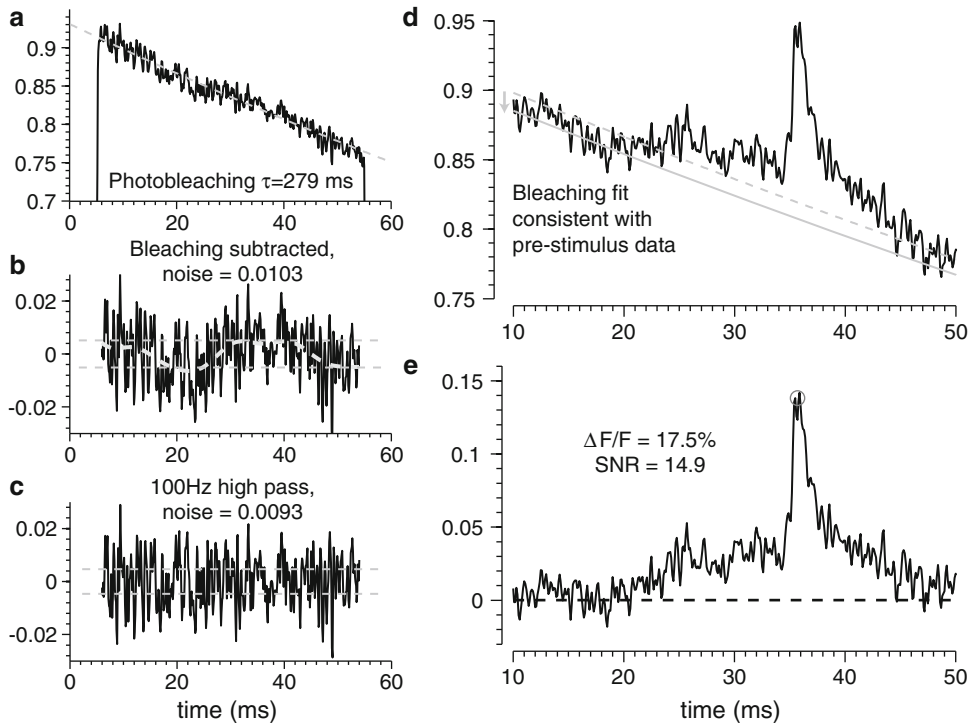 a
0.9
0.85
0.8
0.75
0.7
Photobleaching τ=279 ms
0
20
40
60
b
Bleaching subtracted,
noise = 0.0103
0.02
0
-0.02
0
20
40
60
c
100Hz high pass,
noise = 0.0093
0.02
0
-0.02
0
20
40
60
time (ms)
d
0.95
0.9
0.85
0.8
0.75
Bleaching fit
consistent with
pre-stimulus data
10
20
30
40
50
e
0.15
0.1
0.05
0
ΔF/F = 17.5%
SNR = 14.9
10
20
30
40
50
time (ms)